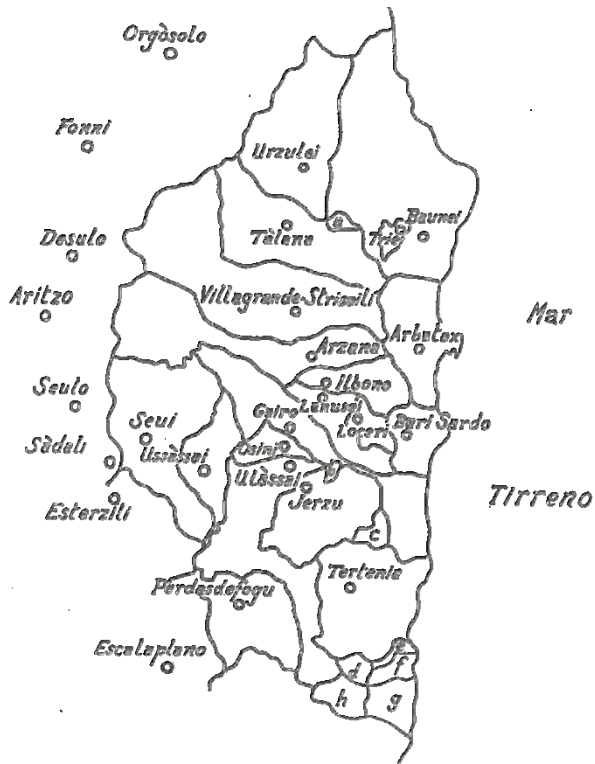 Orgòsolo
Fonni
Urzulei
a
Baunei
Triei
Tàlana
Desulo
Villagrande-Strisaili
Aritzo
Mar
Arbatax
Arzana
Ilbono
Seulo
Lanusei
Gairo
Seui
Loceri
Bari Sardo
Sàdali
Ussàssai
Osini
Ulàssai
Jerzu
Tirreno
Esterzili
c
Tertenia
Perdasdefogu
Escalaplano
e
d
f
h
g